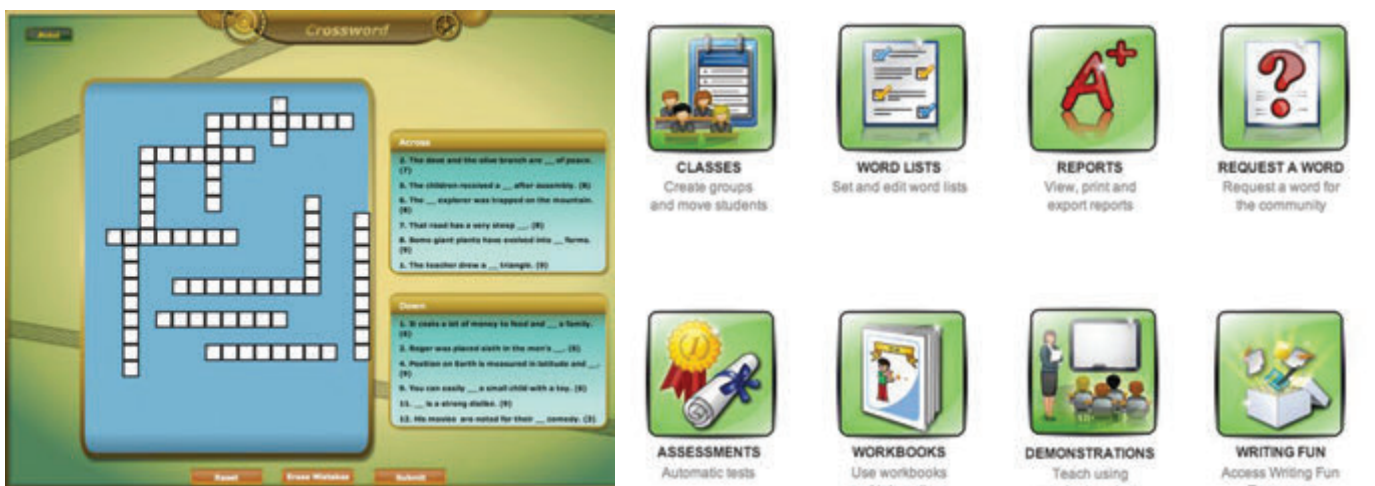 Crossword
Across
2. The dove and the olive branch are __ of peace.
(7)
The children received a __ after assembly. (8)
6. The __ explorer was trapped on the mountain.
(8)
7. That road has a very steep __. (8)
8. Some giant plants have evolved into __ forms.
(9)
The teacher drew a __ triangle. (9)
Down
1. It costs a lot of money to feed and __ a family.
2. Roger was placed sixth in the men's __.
4. Position on Earth is measured in latitude and __.
(9)
You can easily __ a small child with a toy.
11. __ is a strong dislike.
12. His movies are noted for their __ comedy. (3)
Reset
Erase Mistakes
Submit
CLASSES
Create groups
and move students
WORD LISTS
Set and edit word lists
REPORTS
View, print and
export reports
REQUEST A WORD
Request a word for
the community
A+
?
1
ASSESSMENTS
Automatic tests
WORKBOOKS
Use workbooks
DEMONSTRATIONS
Teach using
WRITING FUN
Access Writing Fun